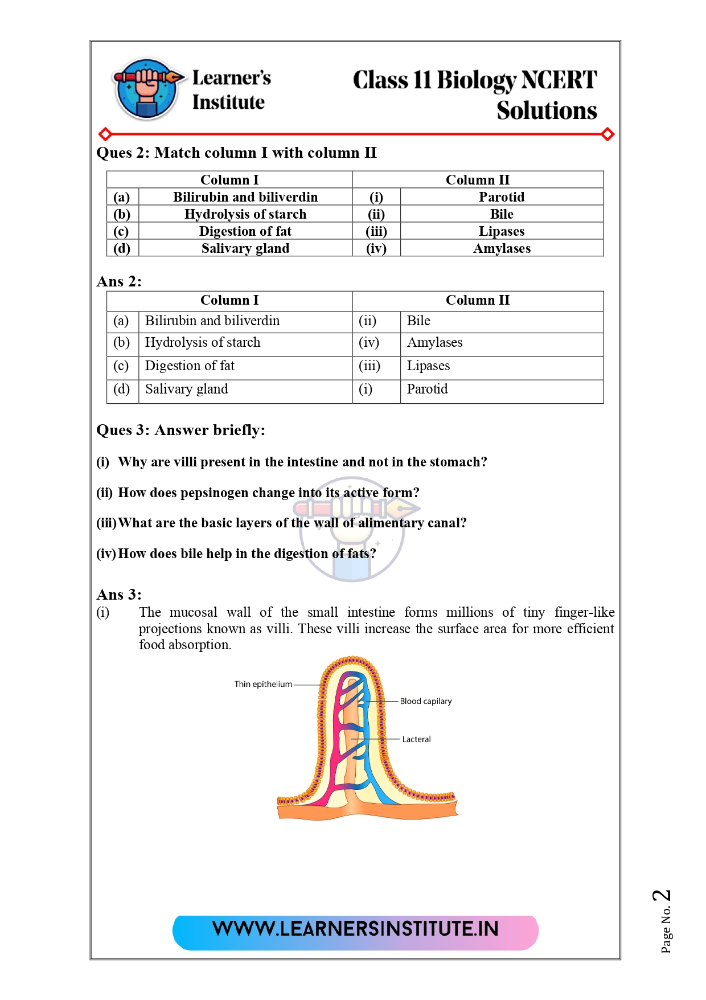 Learner's
Institute
Class 11 Biology NCERT
Solutions
Ques 2: Match column I with column II
Column I Column II
(a) Bilirubin and biliverdin (i) Parotid
(b) Hydrolysis of starch (ii) Bile
(c) Digestion of fat (iii) Lipases
(d) Salivary gland (iv) Amylases
Ans 2:
Column I Column II
(a) Bilirubin and biliverdin (ii) Bile
(b) Hydrolysis of starch (iv) Amylases
(c) Digestion of fat (iii) Lipases
(d) Salivary gland (i) Parotid
Ques 3: Answer briefly:
(i) Why are villi present in the intestine and not in the stomach?
(ii) How does pepsinogen change into its active form?
(iii) What are the basic layers of the wall of alimentary canal?
(iv) How does bile help in the digestion of fats?
Ans 3:
(i) The mucosal wall of the small intestine forms millions of tiny finger-like
projections known as villi. These villi increase the surface area for more efficient
food absorption.
Thin epithelium
Blood capilary
Lacteral
WWW.LEARNERSINSTITUTE.IN
Page No. 2